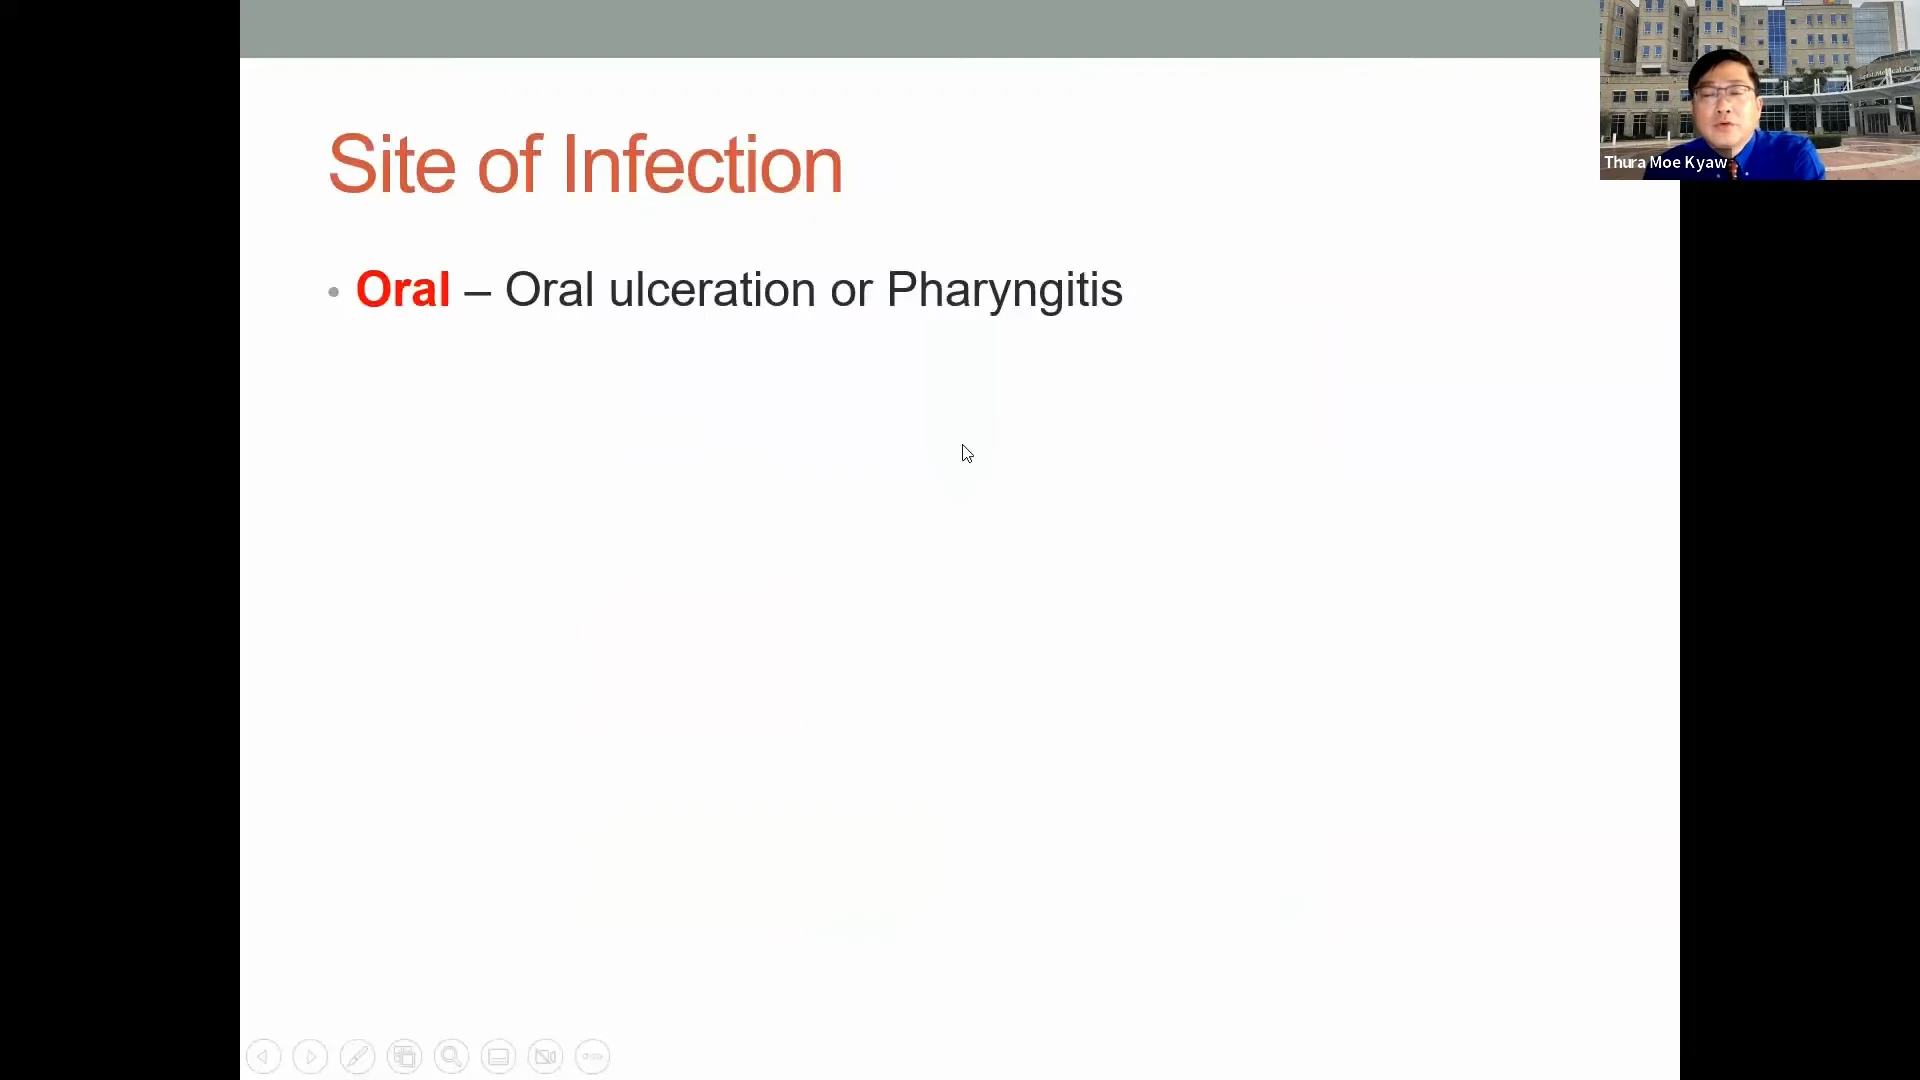 Site of Infection
• Oral – Oral ulceration or Pharyngitis
Thura Moe Kyaw